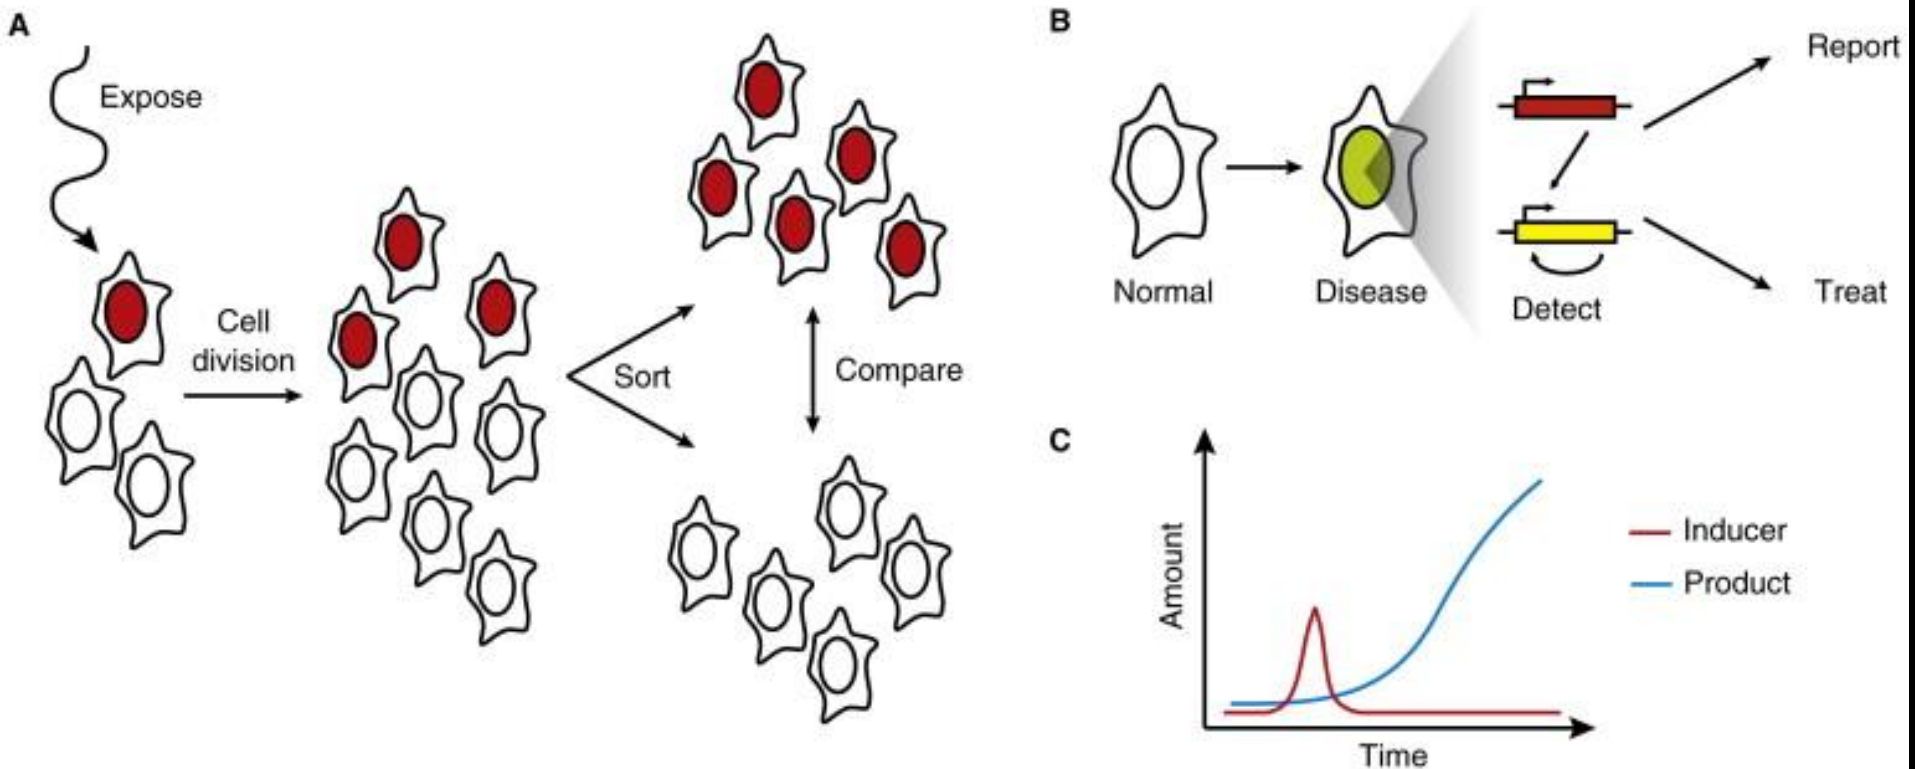 A
Expose
Cell
division
Sort
Compare
B
Normal
Disease
Detect
Report
Treat
C
Amount
Time
Inducer
Product